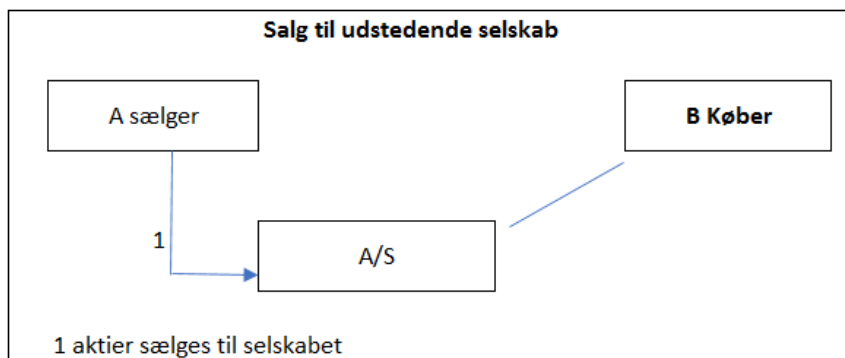 Salg til udstedende selskab
A sælger
B Køber
1
A/S
1 aktier sælges til selskabet